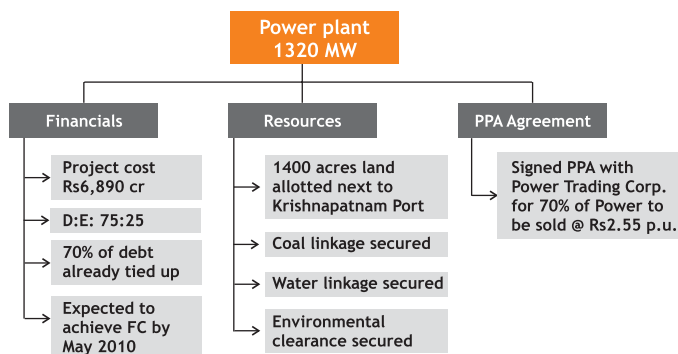 Power plant
1320 MW
Financials
Project cost
Rs6,890 cr
D:E: 75:25
70% of debt
already tied up
Expected to
achieve FC by
May 2010
Resources
1400 acres land
allotted next to
Krishnapatnam Port
Coal linkage secured
Water linkage secured
Environmental
clearance secured
PPA Agreement
Signed PPA with
Power Trading Corp.
for 70% of Power to
be sold @ Rs2.55 p.u.